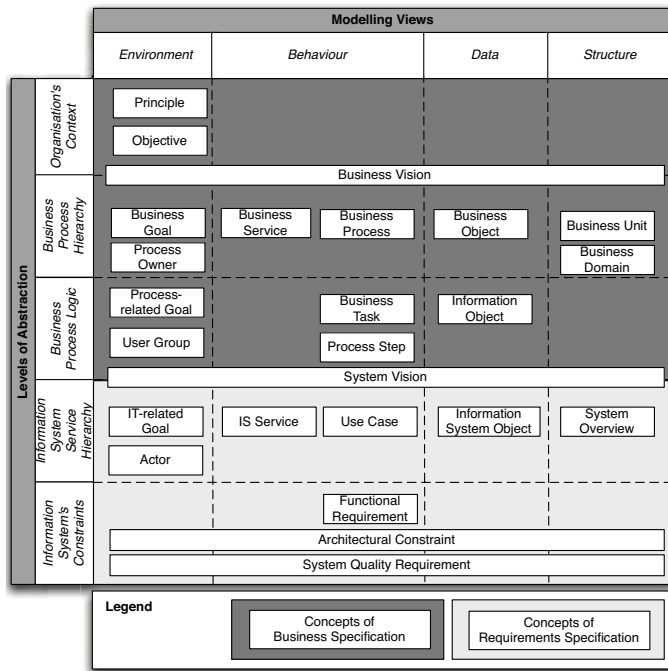 Modelling Views
Environment
Behaviour
Data
Structure
Levels of Abstraction
Organisation's
Context
Principle
Objective
Business Vision
Business
Process
Hierarchy
Business
Goal
Process
Owner
Business
Service
Business
Process
Business
Object
Business Unit
Business
Domain
Business
Process Logic
Process-
related Goal
User Group
Business
Task
Process Step
Information
Object
System Vision
Information
System
Service
Hierarchy
IT-related
Goal
Actor
IS Service
Use Case
Information
System Object
System
Overview
Information
System's
Constraints
Functional
Requirement
Architectural Constraint
System Quality Requirement
Legend
Concepts of
Business Specification
Concepts of
Requirements Specification